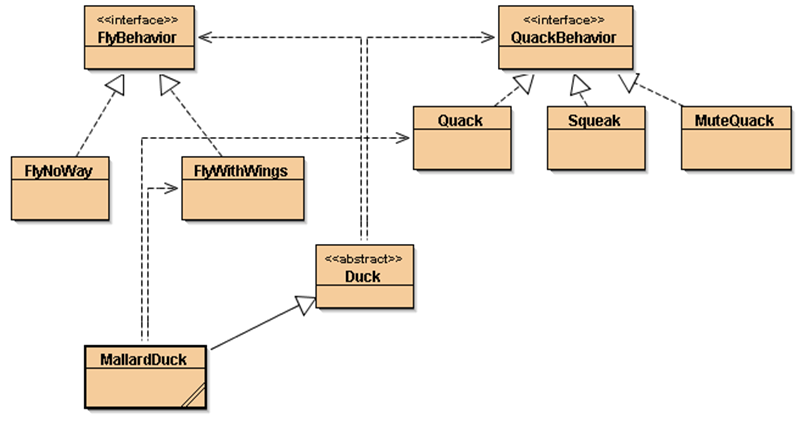 <<interface>>
FlyBehavior
<<interface>>
QuackBehavior
Quack
Squeak
MuteQuack
FlyNoWay
FlyWithWings
<<abstract>>
Duck
MallardDuck